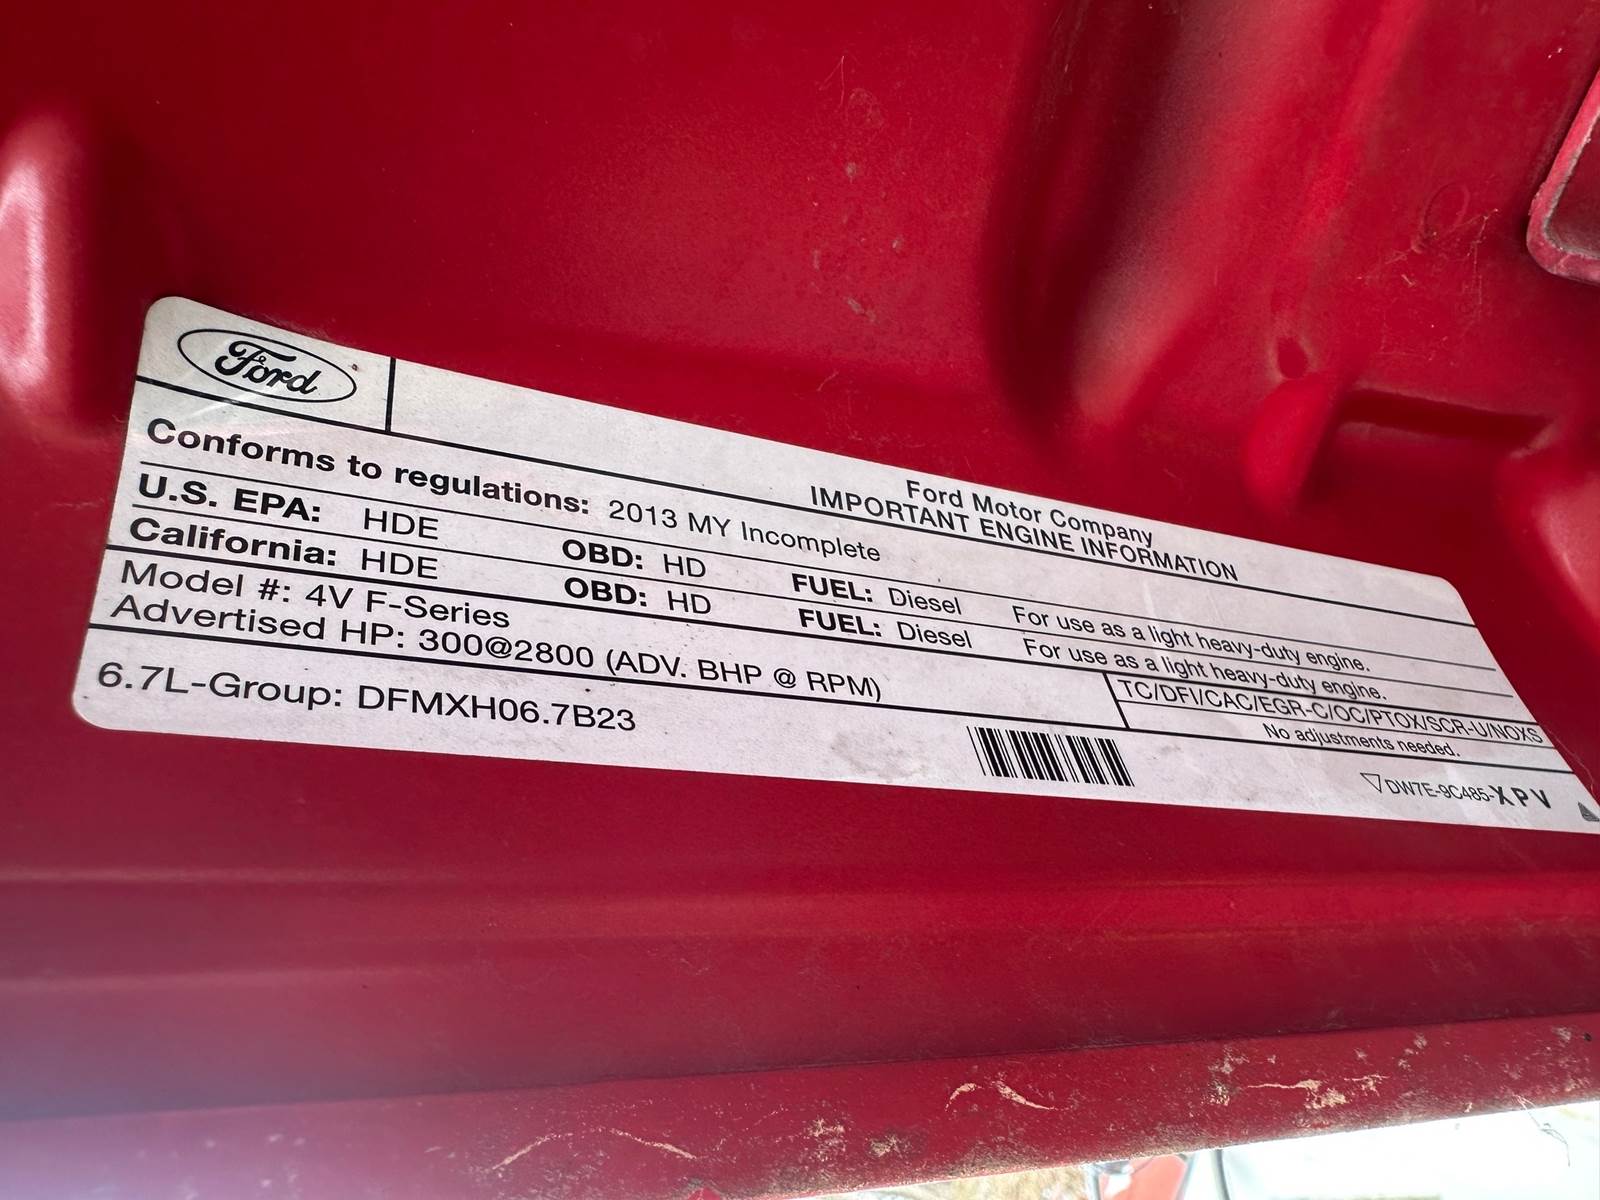 Ford
Ford Motor Company
IMPORTANT ENGINE INFORMATION
Conforms to regulations: 2013 MY Incomplete
U.S. EPA: HDE OBD: HD FUEL: Diesel For use as a light heavy-duty engine.
California: HDE OBD: HD FUEL: Diesel For use as a light heavy-duty engine.
Model #: 4V F-Series
Advertised HP: 300@2800 (ADV. BHP @ RPM)
TC/DFI/CAC/EGR-C/OC/PTOX/SCR-U/NOXS
No adjustments needed.
6.7L-Group: DFMXH06.7B23
DW7E-9C485-XPV